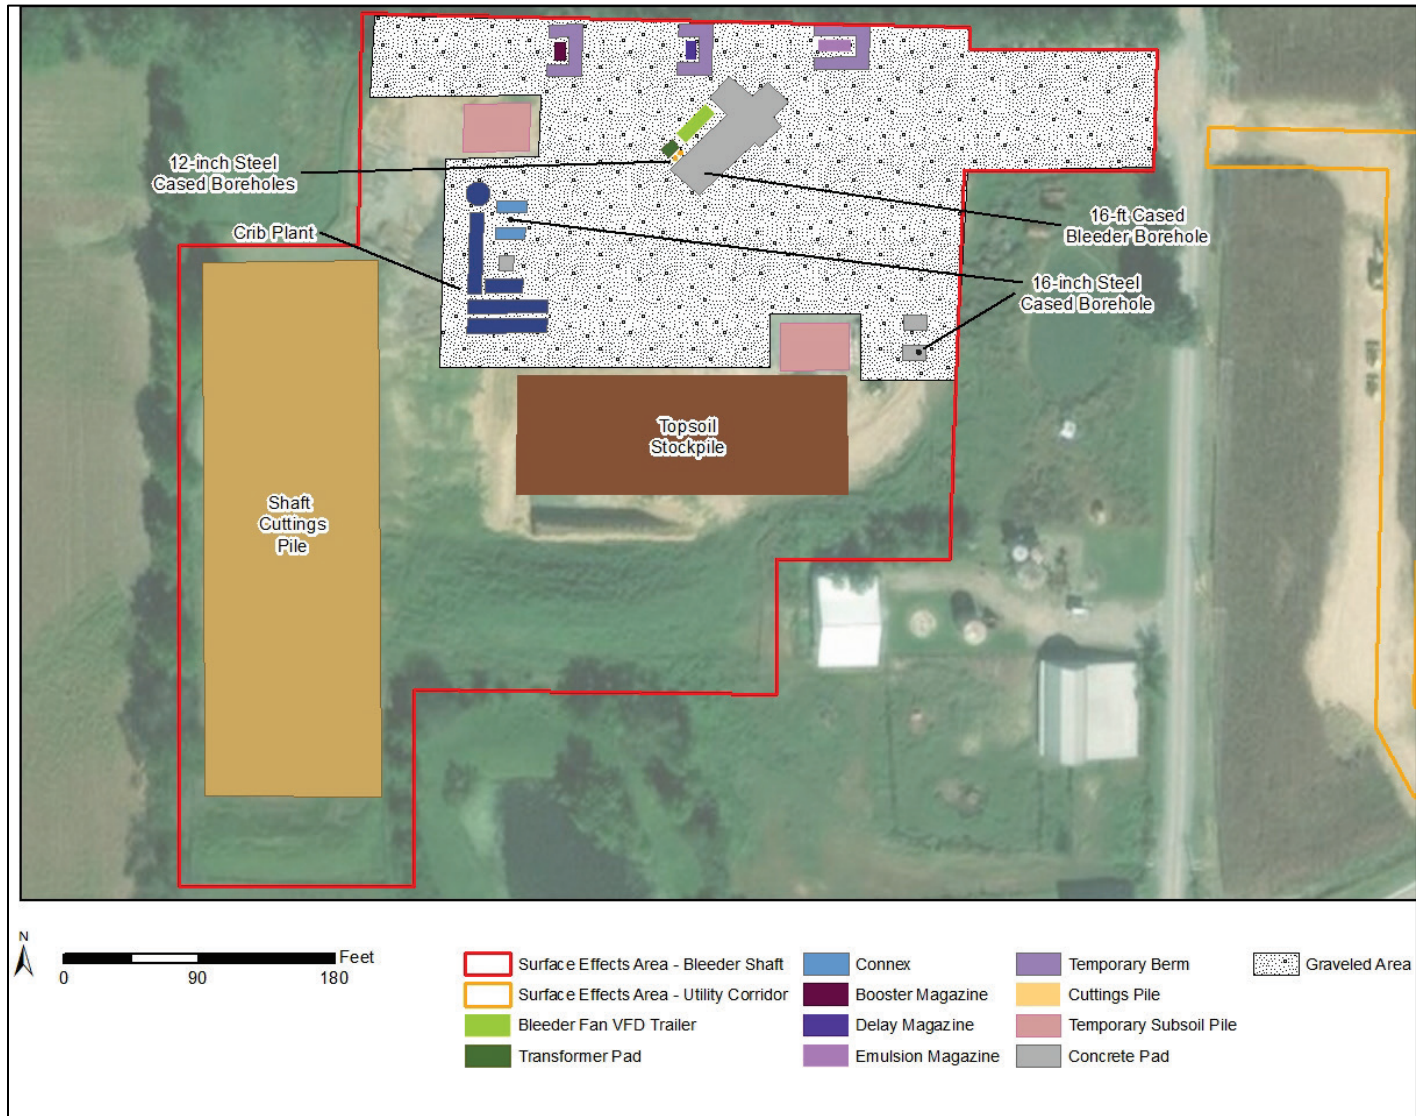 12-inch Steel
Cased Boreholes
Crib Plant
16-ft Cased
Bleeder Borehole
16-inch Steel
Cased Borehole
Topsoil
Stockpile
Shaft
Cuttings
Pile
N
Feet
0 90 180
Surface Effects Area - Bleeder Shaft
Surface Effects Area - Utility Corridor
Bleeder Fan VFD Trailer
Transformer Pad
Connex
Booster Magazine
Delay Magazine
Emulsion Magazine
Temporary Berm
Cuttings Pile
Temporary Subsoil Pile
Concrete Pad
Graveled Area